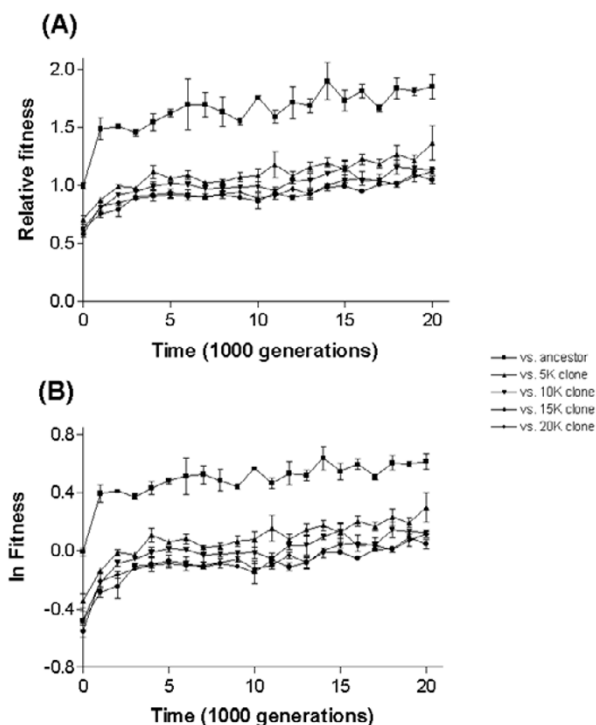 (A)
2.0
1.5
1.0
0.5
0.0
Relative fitness
0
5
10
15
20
Time (1000 generations)
vs. ancestor
vs. 5K clone
vs. 10K clone
vs. 15K clone
vs. 20K clone
(B)
0.8
0.4
0.0
-0.4
-0.8
ln Fitness
0
5
10
15
20
Time (1000 generations)